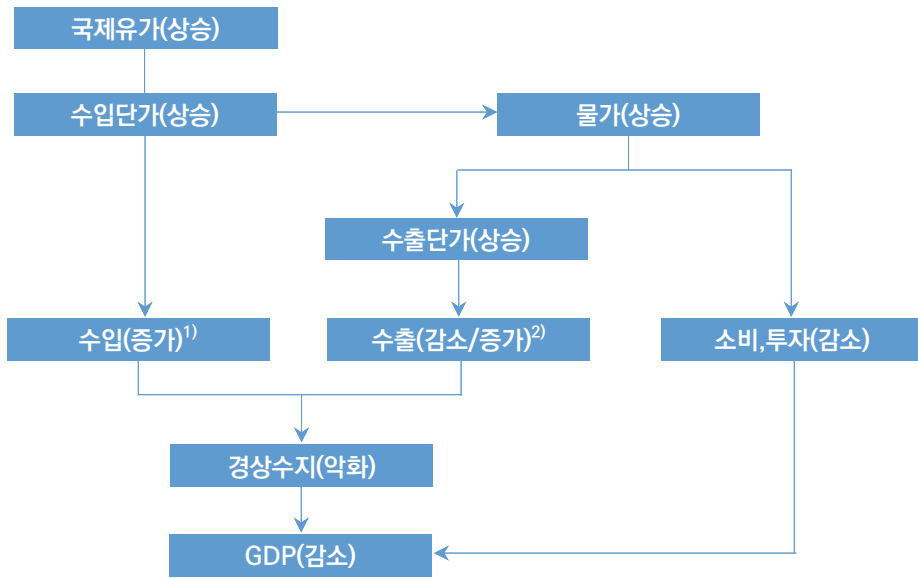 국제유가(상승)
수입단가(상승)
물가(상승)
수출단가(상승)
수입(증가)1)
수출(감소/증가)2)
소비,투자(감소)
경상수지(악화)
GDP(감소)